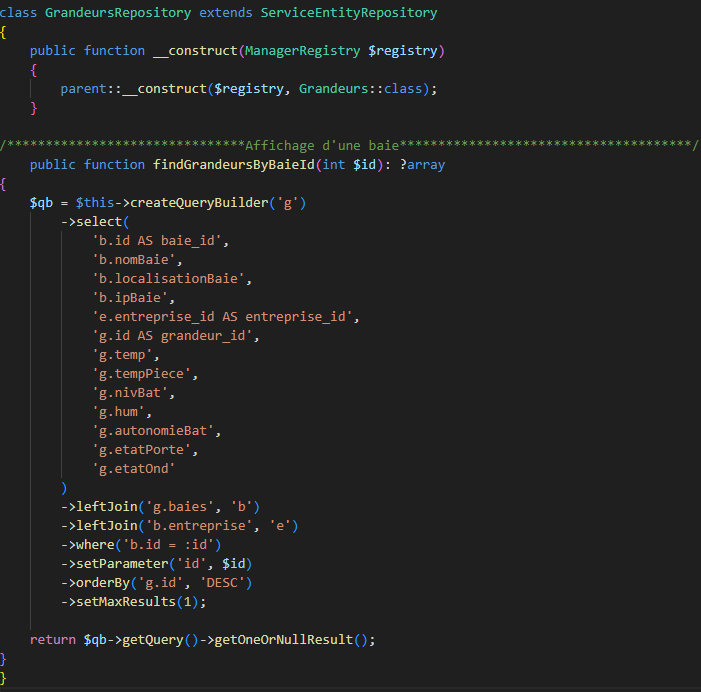 class GrandeursRepository extends ServiceEntityRepository
{
    public function __construct(ManagerRegistry $registry)
    {
        parent::__construct($registry, Grandeurs::class);
    }

/*******************************Affichage d'une baie**************************************/
    public function findGrandeursByBaieId(int $id): ?array
{
    $qb = $this->createQueryBuilder('g')
        ->select(
            'b.id AS baie_id',
            'b.nomBaie',
            'b.localisationBaie',
            'b.ipBaie',
            'e.entreprise_id AS entreprise_id',
            'g.id AS grandeur_id',
            'g.temp',
            'g.tempPiece',
            'g.nivBat',
            'g.hum',
            'g.autonomieBat',
            'g.etatPorte',
            'g.etatOnd'
        )
        ->leftJoin('g.baies', 'b')
        ->leftJoin('b.entreprise', 'e')
        ->where('b.id = :id')
        ->setParameter('id', $id)
        ->orderBy('g.id', 'DESC')
        ->setMaxResults(1);

    return $qb->getQuery()->getOneOrNullResult();
}
}